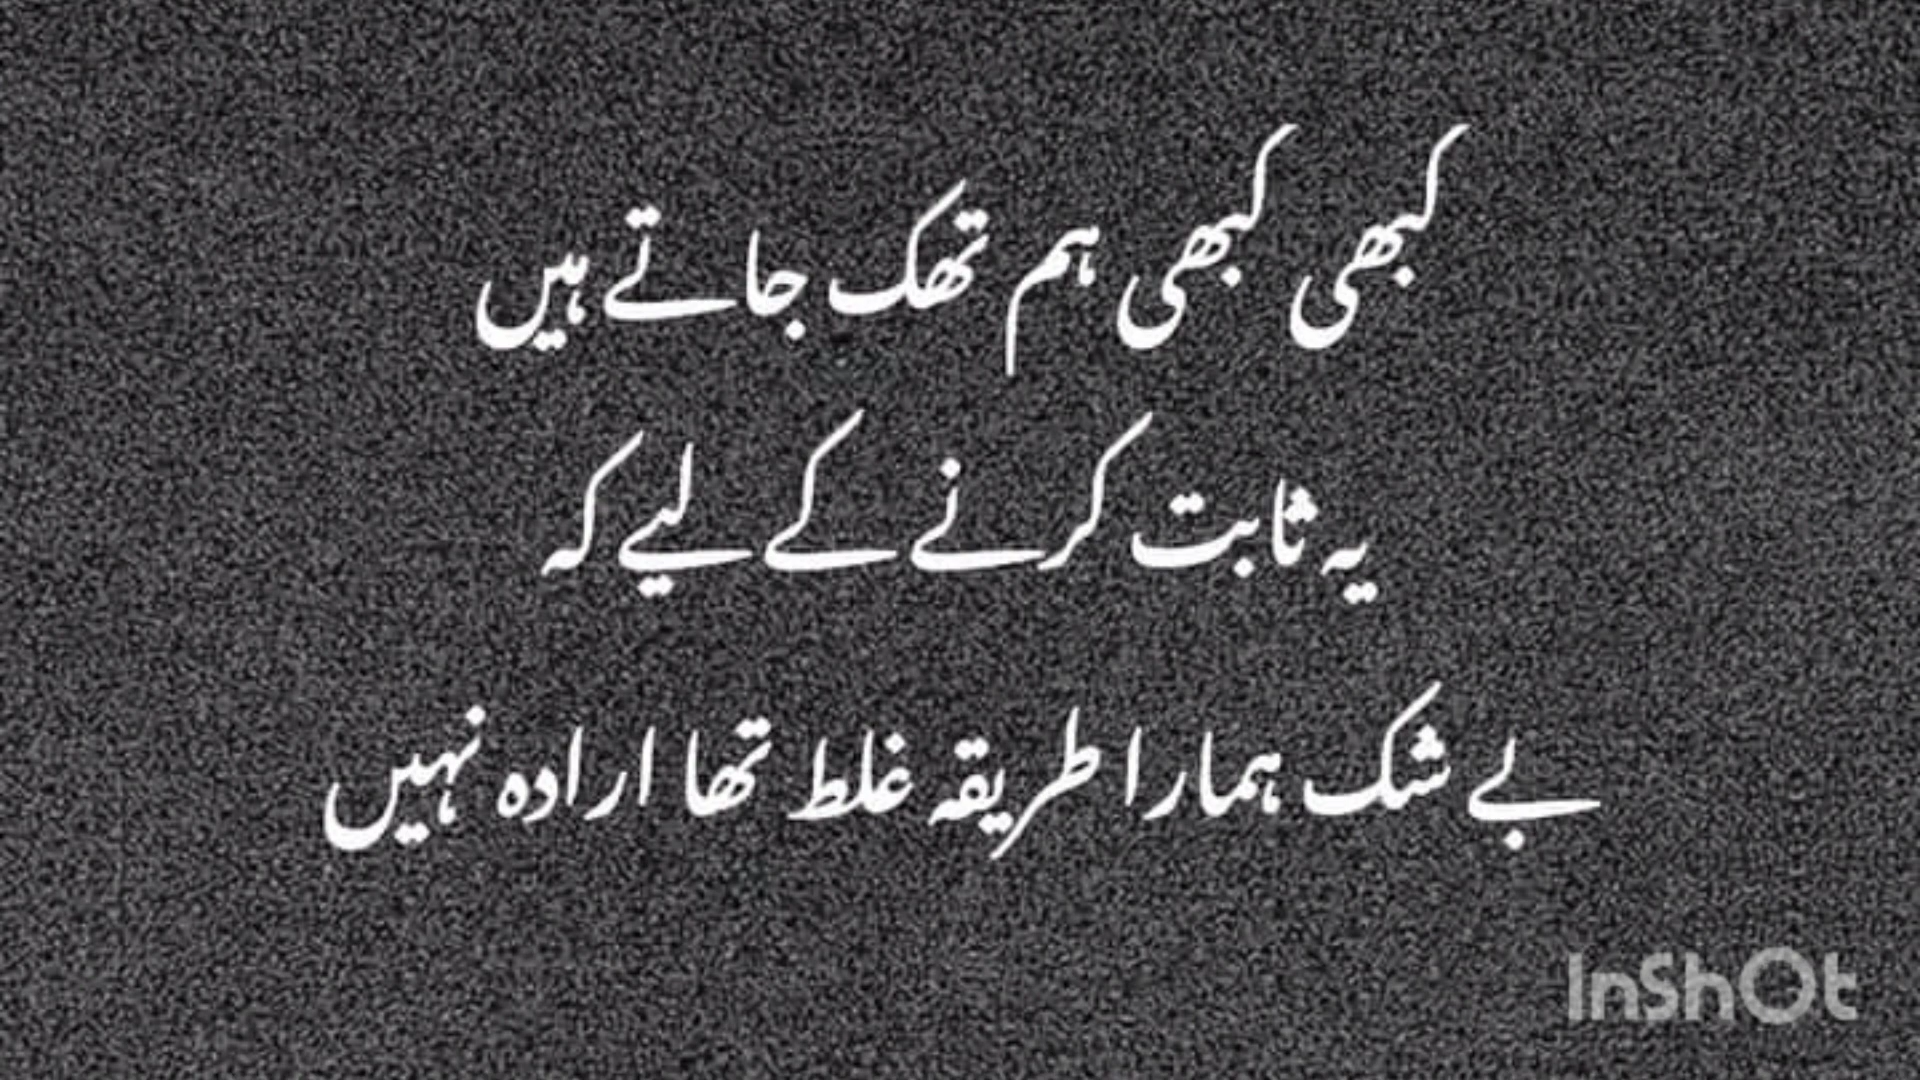 کبھی کبھی ہم تھک جاتے ہیں
یہ ثابت کرنے کے لیے کہ
بے شک ہمارا طریقہ غلط تھا ارادہ نہیں
InShOt